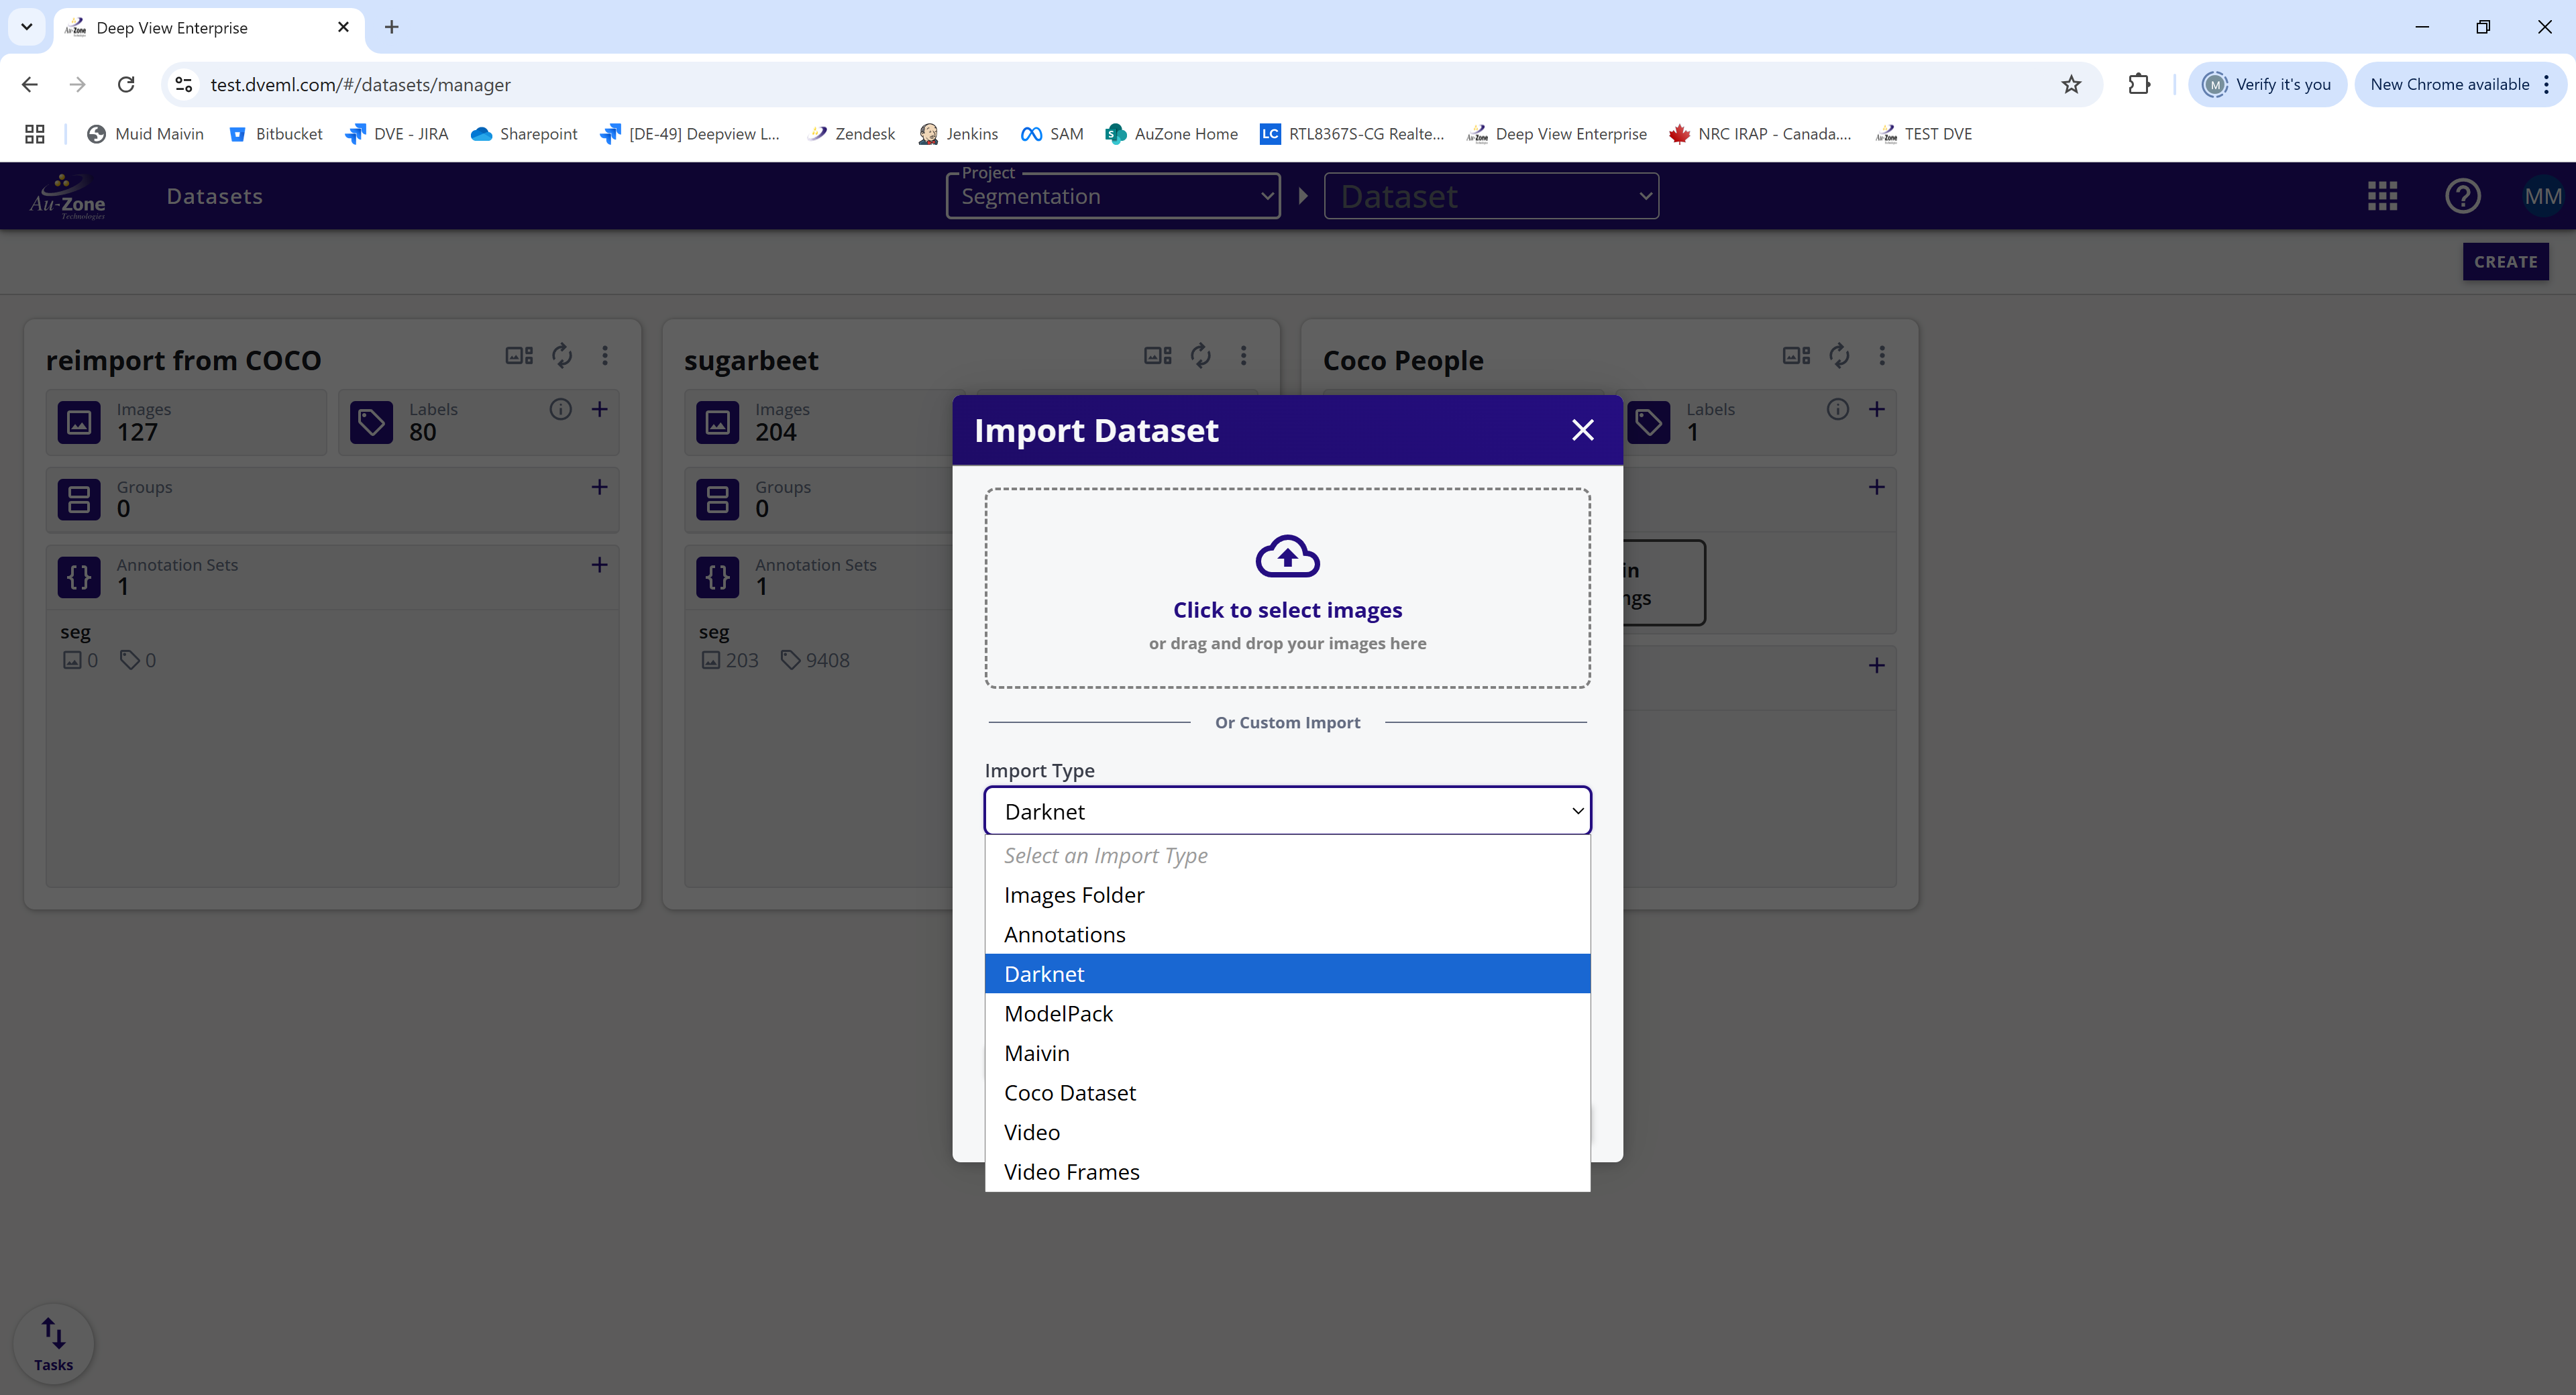 Deep View Enterprise
test.dveml.com/#/datasets/manager
M
Verify it's you
New Chrome available
Muid Maivin
Bitbucket
DVE - JIRA
Sharepoint
[DE-49] Deepview L...
Zendesk
Jenkins
SAM
AuZone Home
LC
RTL8367S-CG Realte...
Deep View Enterprise
NRC IRAP - Canada....
TEST DVE
Au-Zone
Technologies
Datasets
Project
Segmentation
Dataset
MM
CREATE
reimport from COCO
Images
127
Labels
80
Groups
0
Annotation Sets
1
seg
0
0
sugarbeet
Images
204
Groups
0
Annotation Sets
1
seg
203
9408
Coco People
Labels
1
in
ngs
Import Dataset
Click to select images
or drag and drop your images here
Or Custom Import
Import Type
Darknet
Select an Import Type
Images Folder
Annotations
Darknet
ModelPack
Maivin
Coco Dataset
Video
Video Frames
Tasks